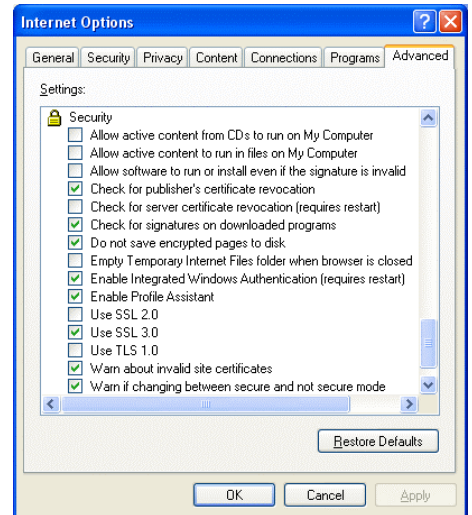 Internet Options
General Security Privacy Content Connections Programs Advanced
Settings:
Security
Allow active content from CDs to run on My Computer
Allow active content to run in files on My Computer
Allow software to run or install even if the signature is invalid
Check for publisher's certificate revocation
Check for server certificate revocation (requires restart)
Check for signatures on downloaded programs
Do not save encrypted pages to disk
Empty Temporary Internet Files folder when browser is closed
Enable Integrated Windows Authentication (requires restart)
Enable Profile Assistant
Use SSL 2.0
Use SSL 3.0
Use TLS 1.0
Warn about invalid site certificates
Warn if changing between secure and not secure mode
Restore Defaults
OK Cancel Apply